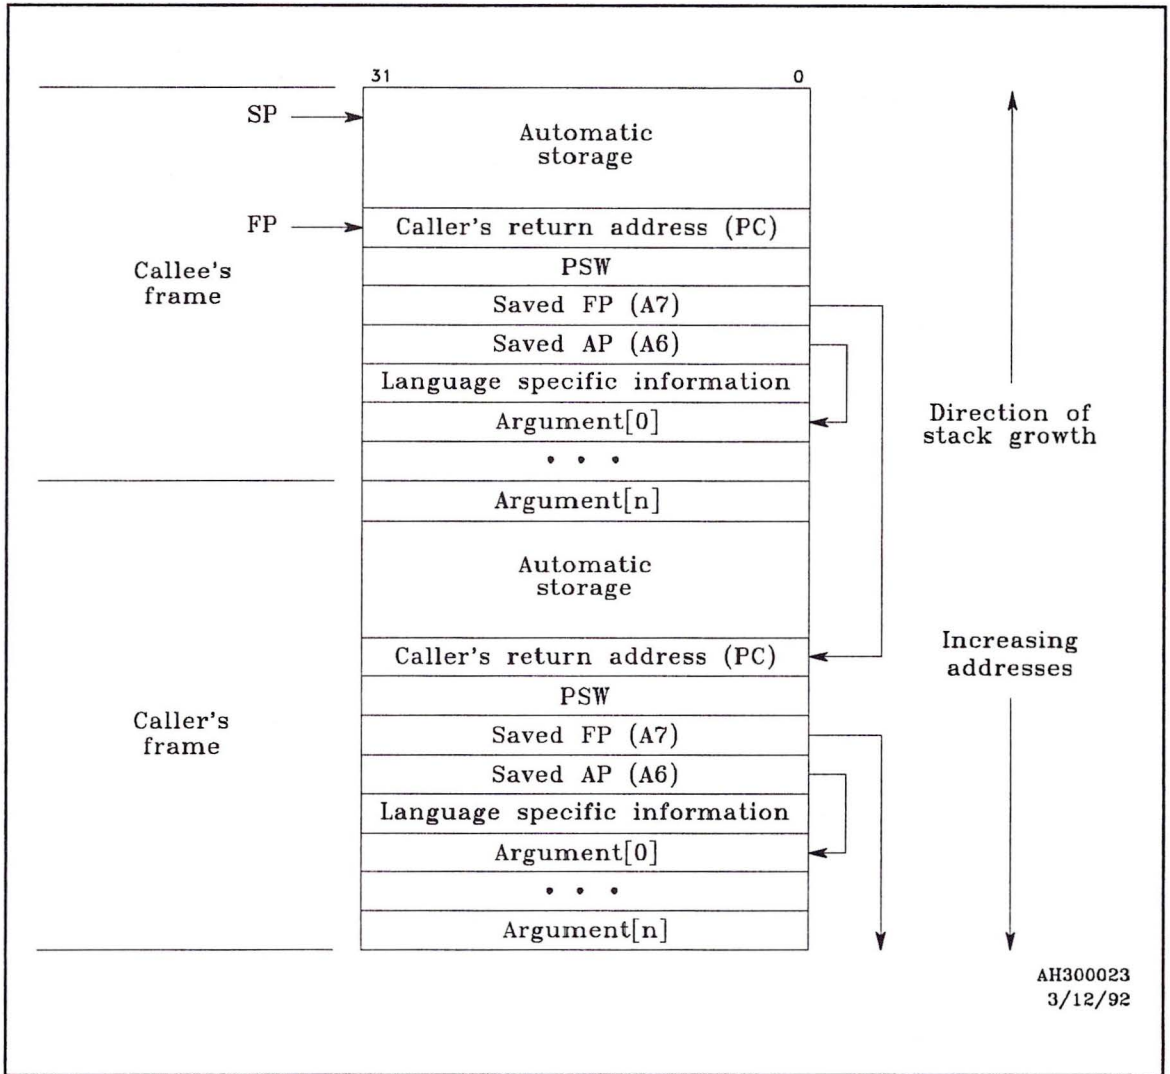 31 0
SP
Automatic
storage
FP
Caller's return address (PC)
PSW
Callee's
frame
Saved FP (A7)
Saved AP (A6)
Language specific information
Argument[0]
Direction of
stack growth
• • •
Argument[n]
Automatic
storage
Increasing
addresses
Caller's return address (PC)
PSW
Caller's
frame
Saved FP (A7)
Saved AP (A6)
Language specific information
Argument[0]
• • •
Argument[n]
AH300023
3/12/92